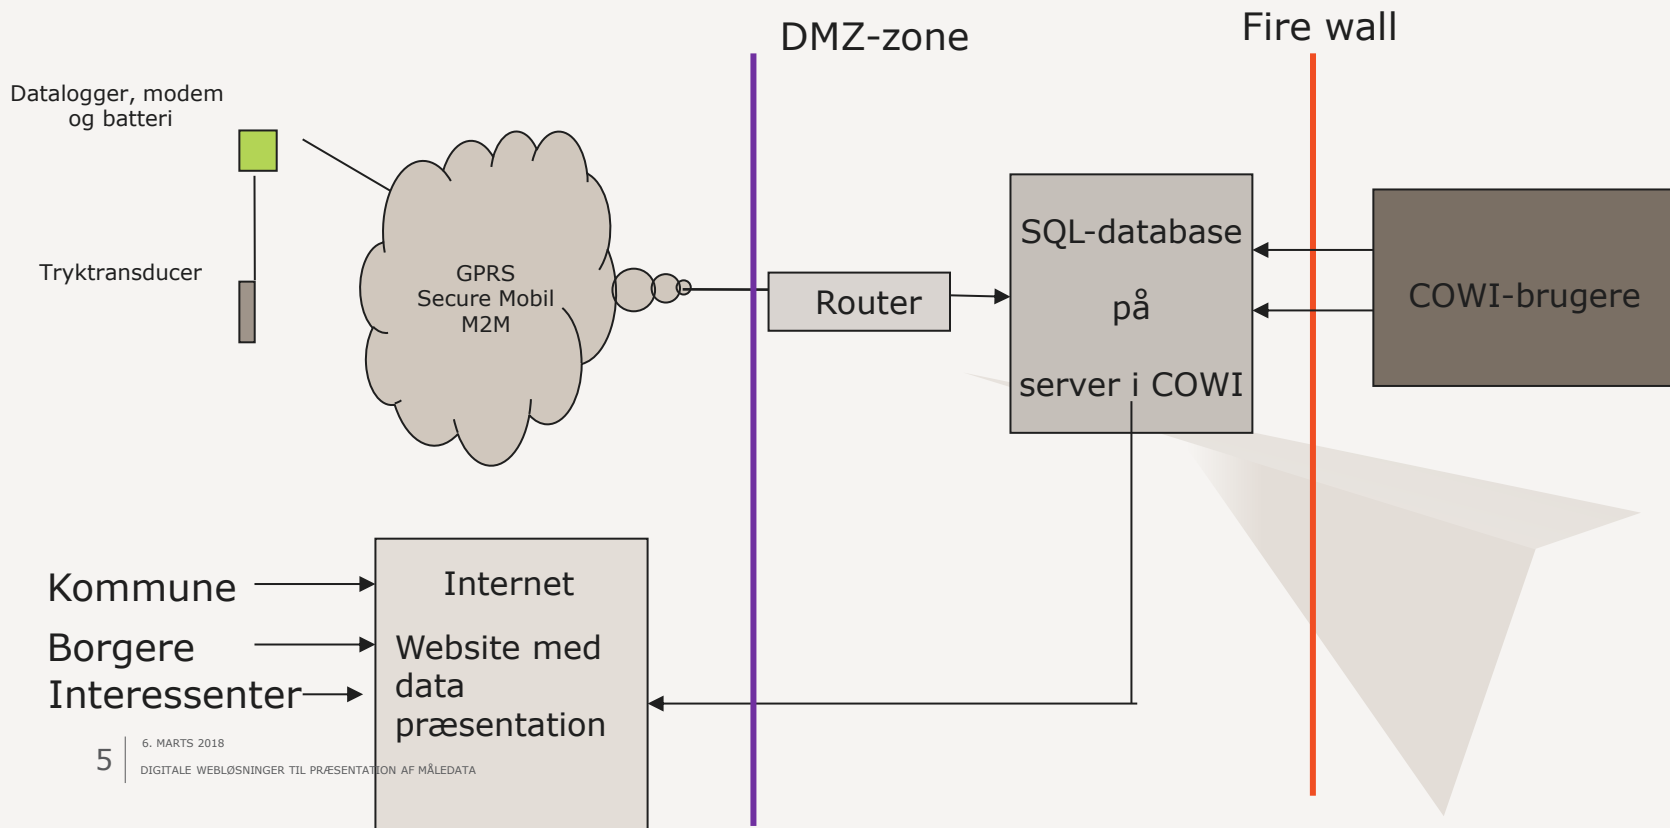 DMZ-zone
Fire wall
Datalogger, modem
og batteri
Tryktransducer
GPRS
Secure Mobil
M2M
Router
SQL-database
på
server i COWI
COWI-brugere
Kommune
Borgere
Interessenter
Internet
Website med
data
præsentation
5
6. MARTS 2018
DIGITALE WEBLØSNINGER TIL PRÆSENTATION AF MÅLEDATA